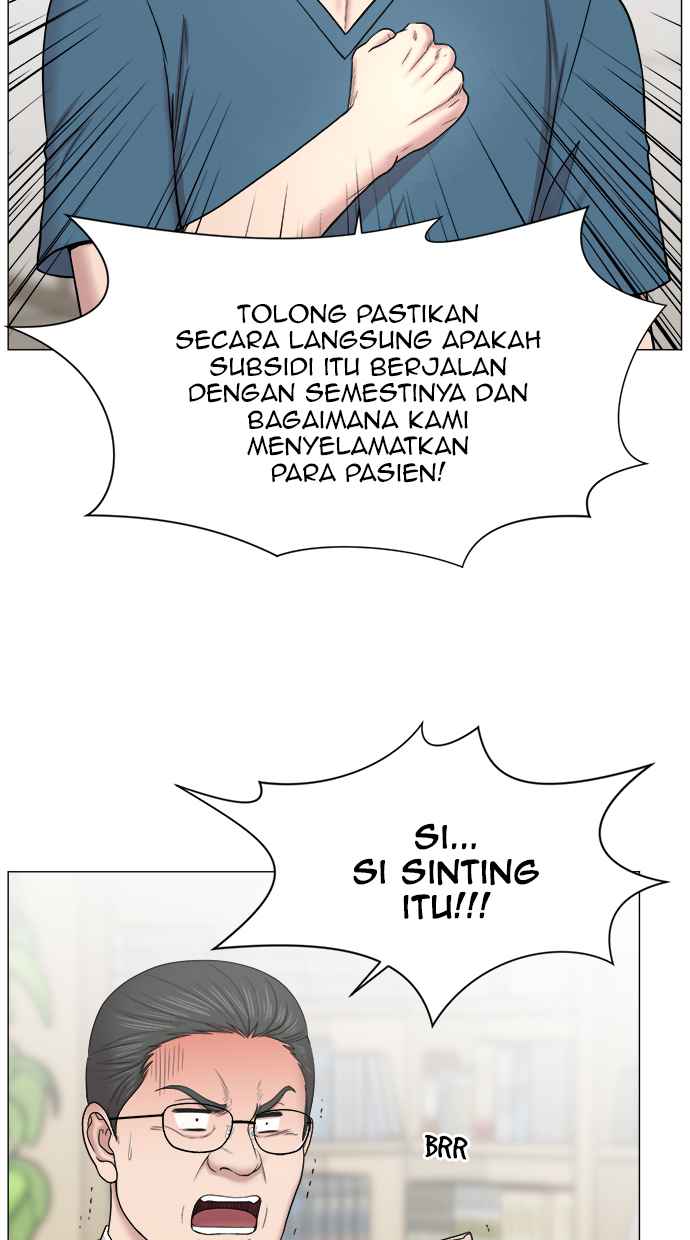 TOLONG PASTIKAN
SECARA LANGSUNG APAKAH
SUBSIDI ITU BERJALAN
DENGAN SEMESTINYA DAN
BAGAIMANA KAMI
MENYELAMATKAN
PARA PASIEN!
SI...
SI SINTING
ITU!!!
BRR